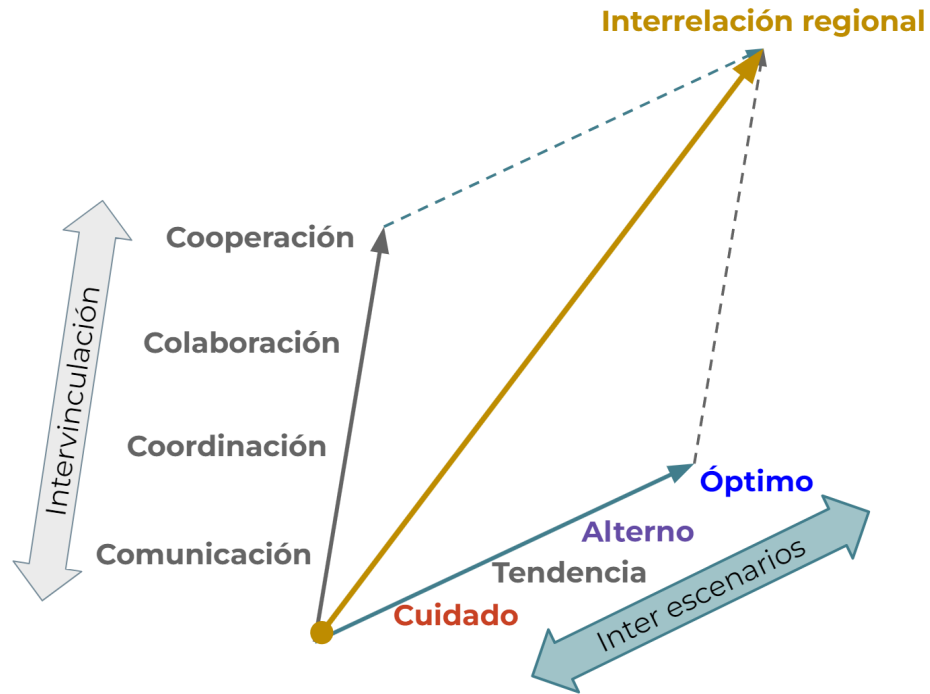 Interrelación regional
Cooperación
Colaboración
Coordinación
Comunicación
Intervinculación
Óptimo
Alterno
Tendencia
Cuidado
Inter escenarios